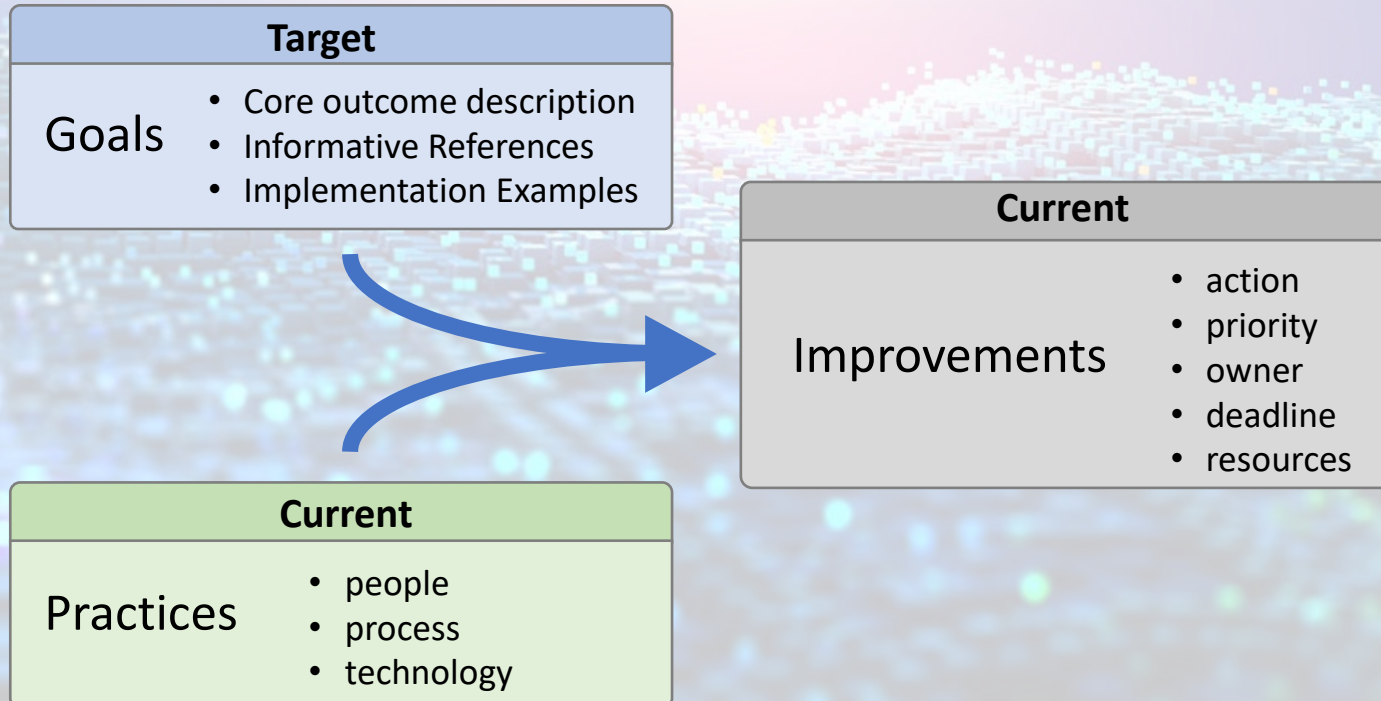 Target
Goals
• Core outcome description
• Informative References
• Implementation Examples
Current
Improvements
• action
• priority
• owner
• deadline
• resources
Current
Practices
• people
• process
• technology